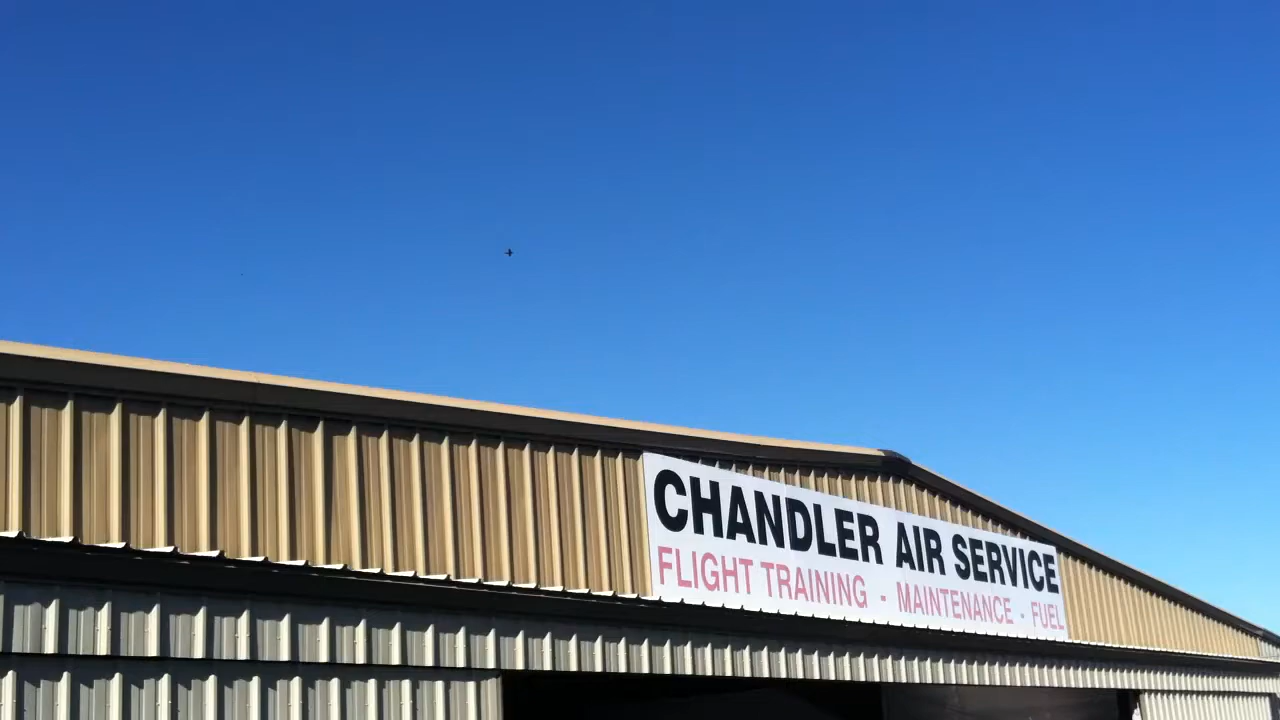 CHANDLER AIR SERVICE
FLIGHT TRAINING - MAINTENANCE - FUEL